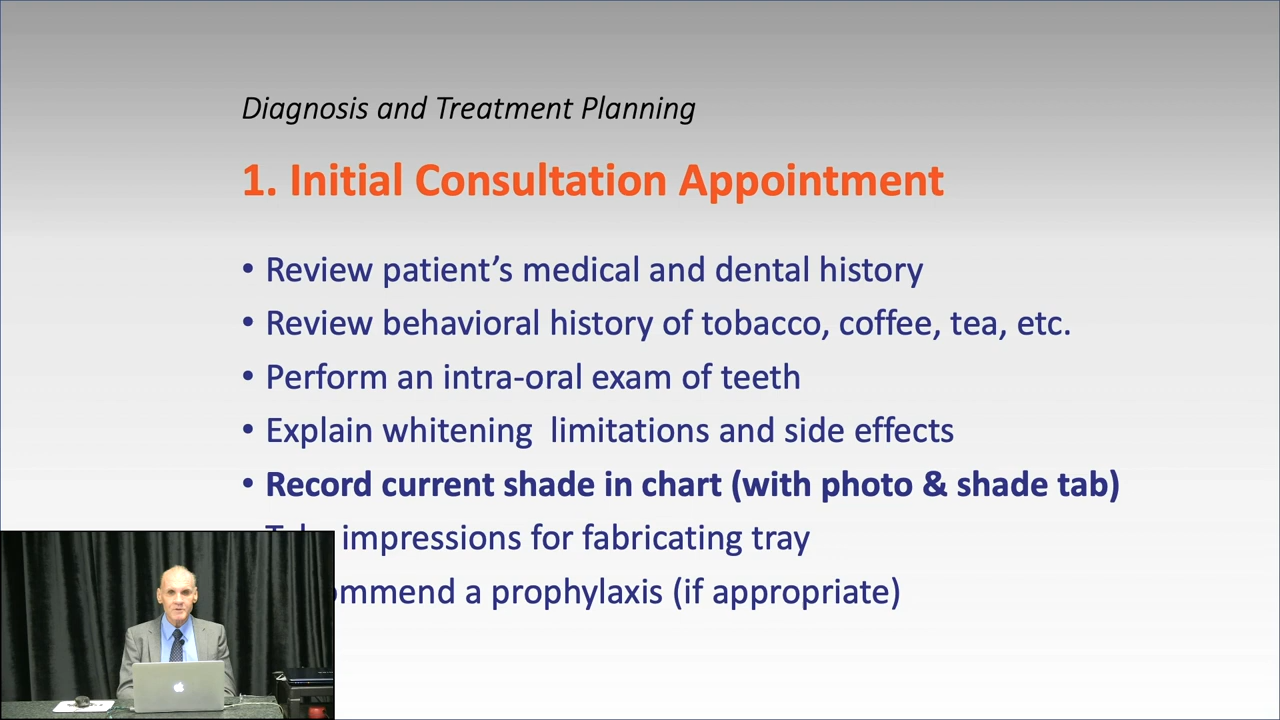 Diagnosis and Treatment Planning
1. Initial Consultation Appointment
• Review patient’s medical and dental history
• Review behavioral history of tobacco, coffee, tea, etc.
• Perform an intra-oral exam of teeth
• Explain whitening  limitations and side effects
• Record current shade in chart (with photo & shade tab)
impressions for fabricating tray
a prophylaxis (if appropriate)